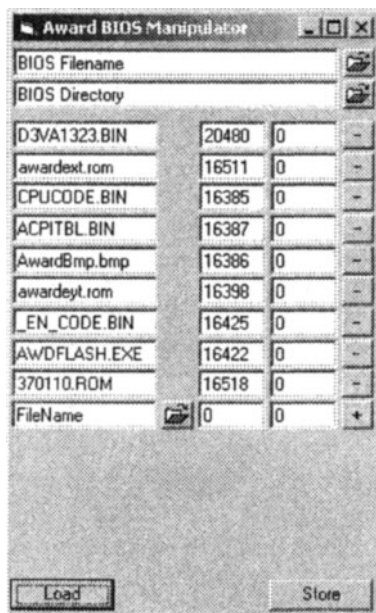 Award BIOS Manipulator
BIOS Filename
BIOS Directory
D3VA1323.BIN 20480 0 -
awardext.rom 16511 0 -
CPUCODE.BIN 16385 0 -
ACPITBL.BIN 16387 0 -
AwardBmp.bmp 16386 0 -
awardeyt.rom 16398 0 -
_EN_CODE.BIN 16425 0 -
AWDFLASH.EXE 16422 0 -
370110.ROM 16518 0 -
FileName 0 0 +
Load Store